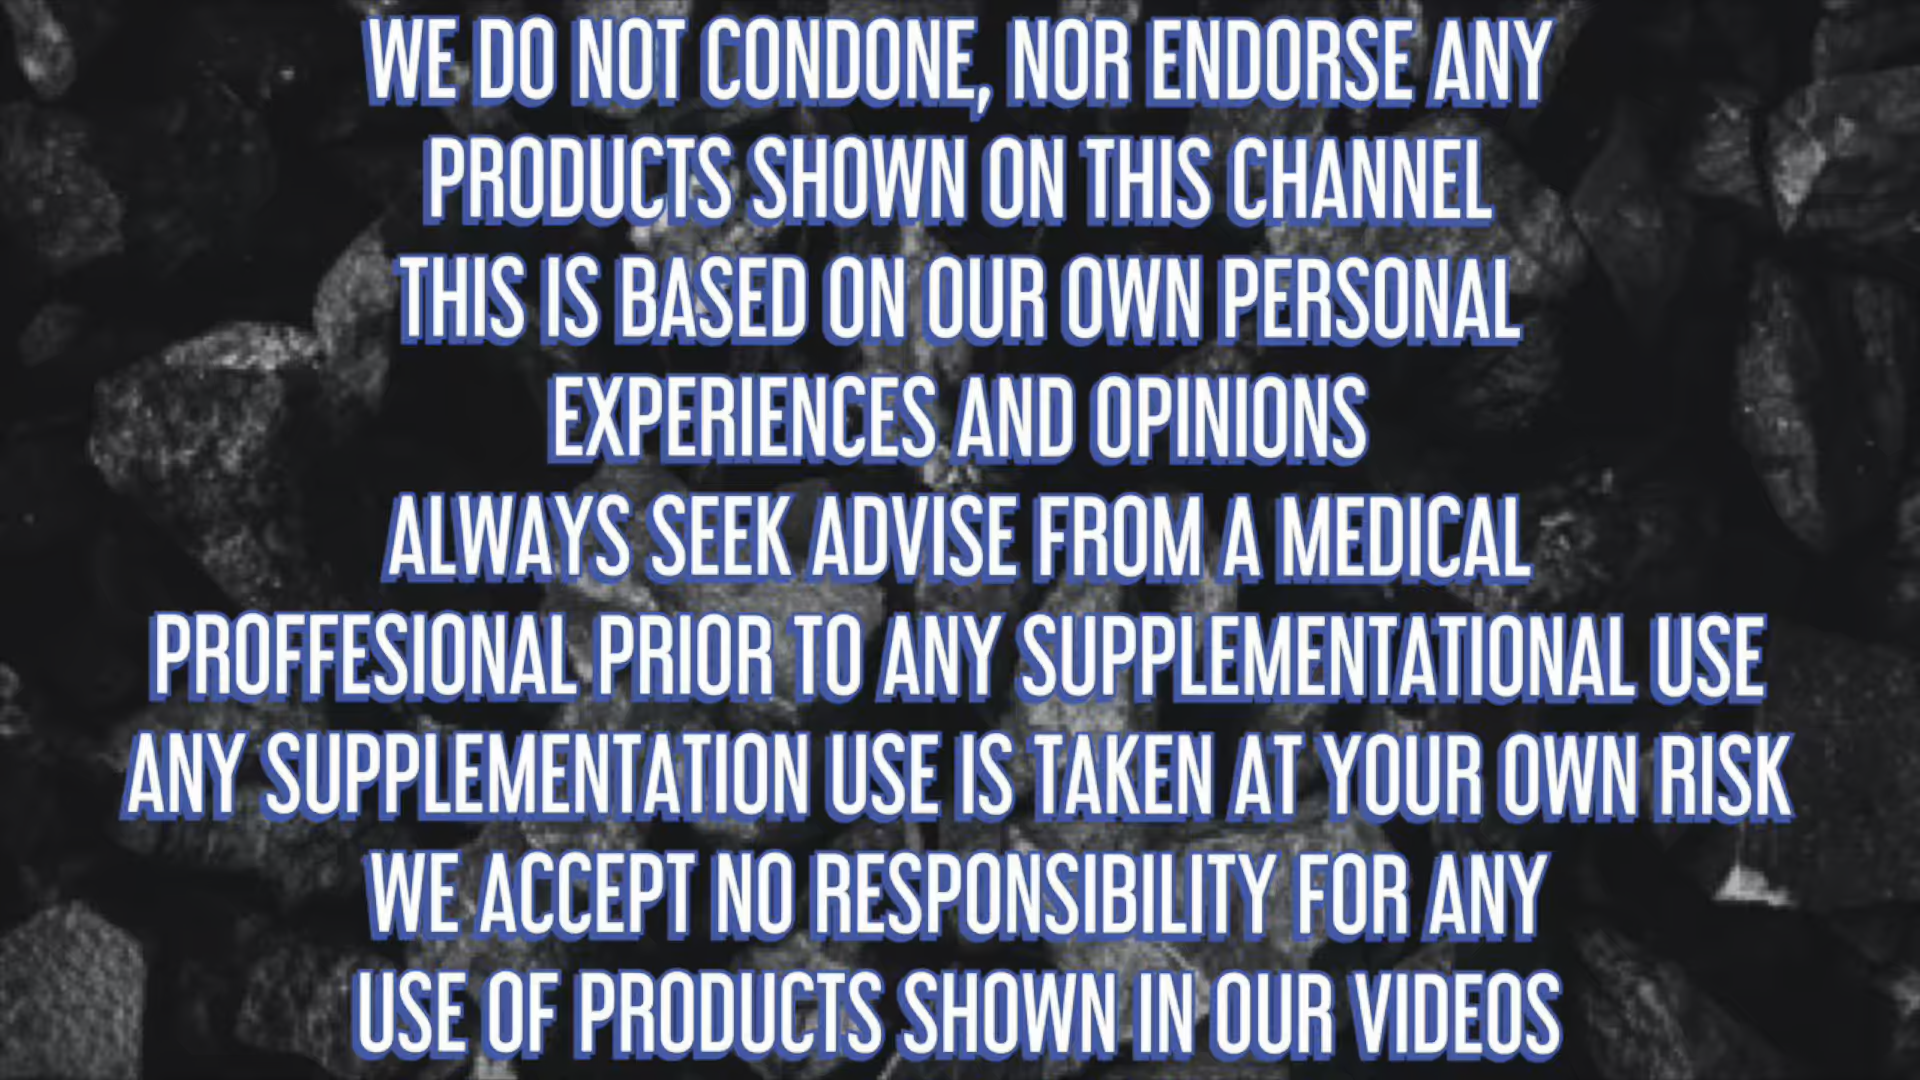 WE DO NOT CONDONE, NOR ENDORSE ANY
PRODUCTS SHOWN ON THIS CHANNEL
THIS IS BASED ON OUR OWN PERSONAL
EXPERIENCES AND OPINIONS
ALWAYS SEEK ADVISE FROM A MEDICAL
PROFFESIONAL PRIOR TO ANY SUPPLEMENTATIONAL USE
ANY SUPPLEMENTATION USE IS TAKEN AT YOUR OWN RISK
WE ACCEPT NO RESPONSIBILITY FOR ANY
USE OF PRODUCTS SHOWN IN OUR VIDEOS